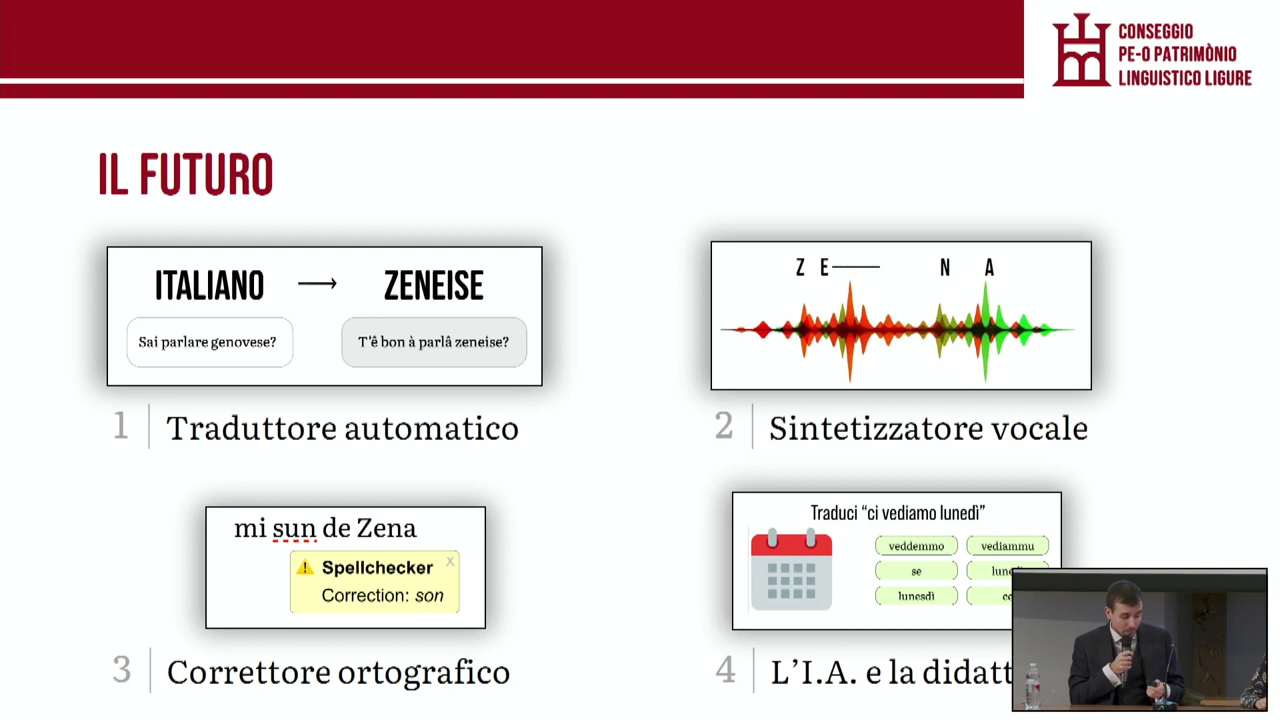 CONSEGGIO
PE-O PATRIMÒNIO
LINGUISTICO LIGURE
IL FUTURO
ITALIANO → ZENEISE
Sai parlare genovese?
T'ê bon à parlâ zeneise?
1 Traduttore automatico
Z E N A
2 Sintetizzatore vocale
mi sun de Zena
Spellchecker X
Correction: son
3 Correttore ortografico
Traduci “ci vediamo lunedì”
veddemmo vediammu
se
lunesdì
4 L’I.A. e la